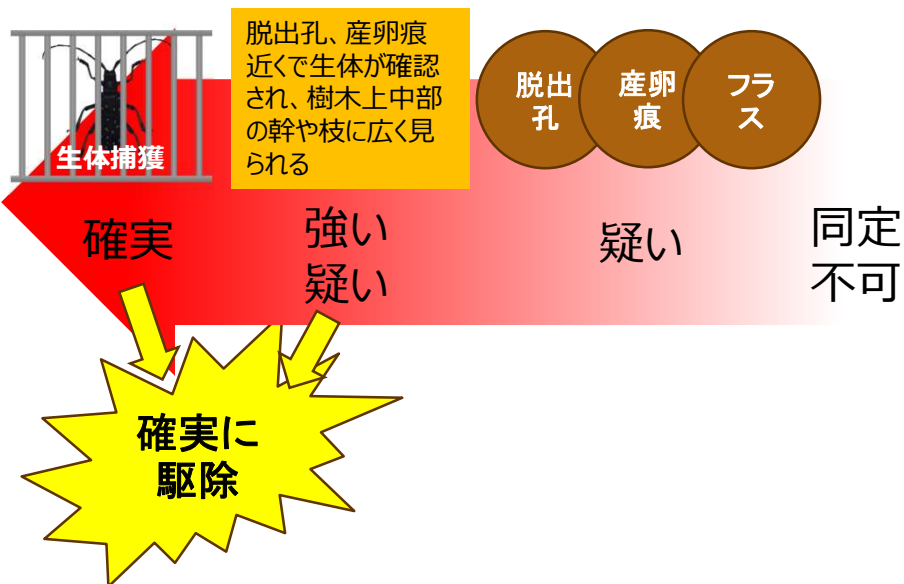 生体捕獲
脱出孔、産卵痕
近くで生体が確認
され、樹木上中部
の幹や枝に広く見
られる
脱出
孔
産卵
痕
フラ
ス
確実
強い
疑い
疑い
同定
不可
確実に
駆除